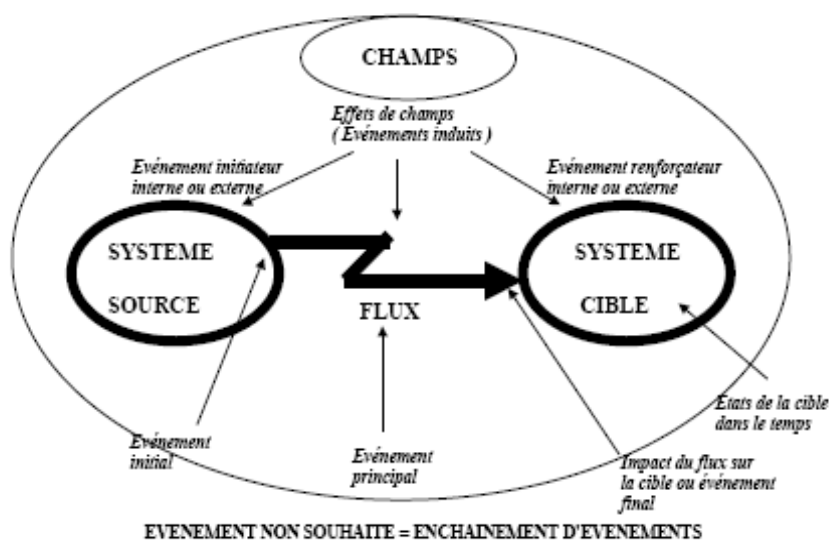 CHAMPS
Effets de champs
( Evénements induits )
Evénement initiateur
interne ou externe
Evénement renforçateur
interne ou externe
SYSTEME
SOURCE
FLUX
SYSTEME
CIBLE
Evénement
initial
Evénement
principal
Impact du flux sur
la cible ou événement
final
Etats de la cible
dans le temps
EVENEMENT NON SOUHAITE = ENCHAINEMENT D'EVENEMENTS